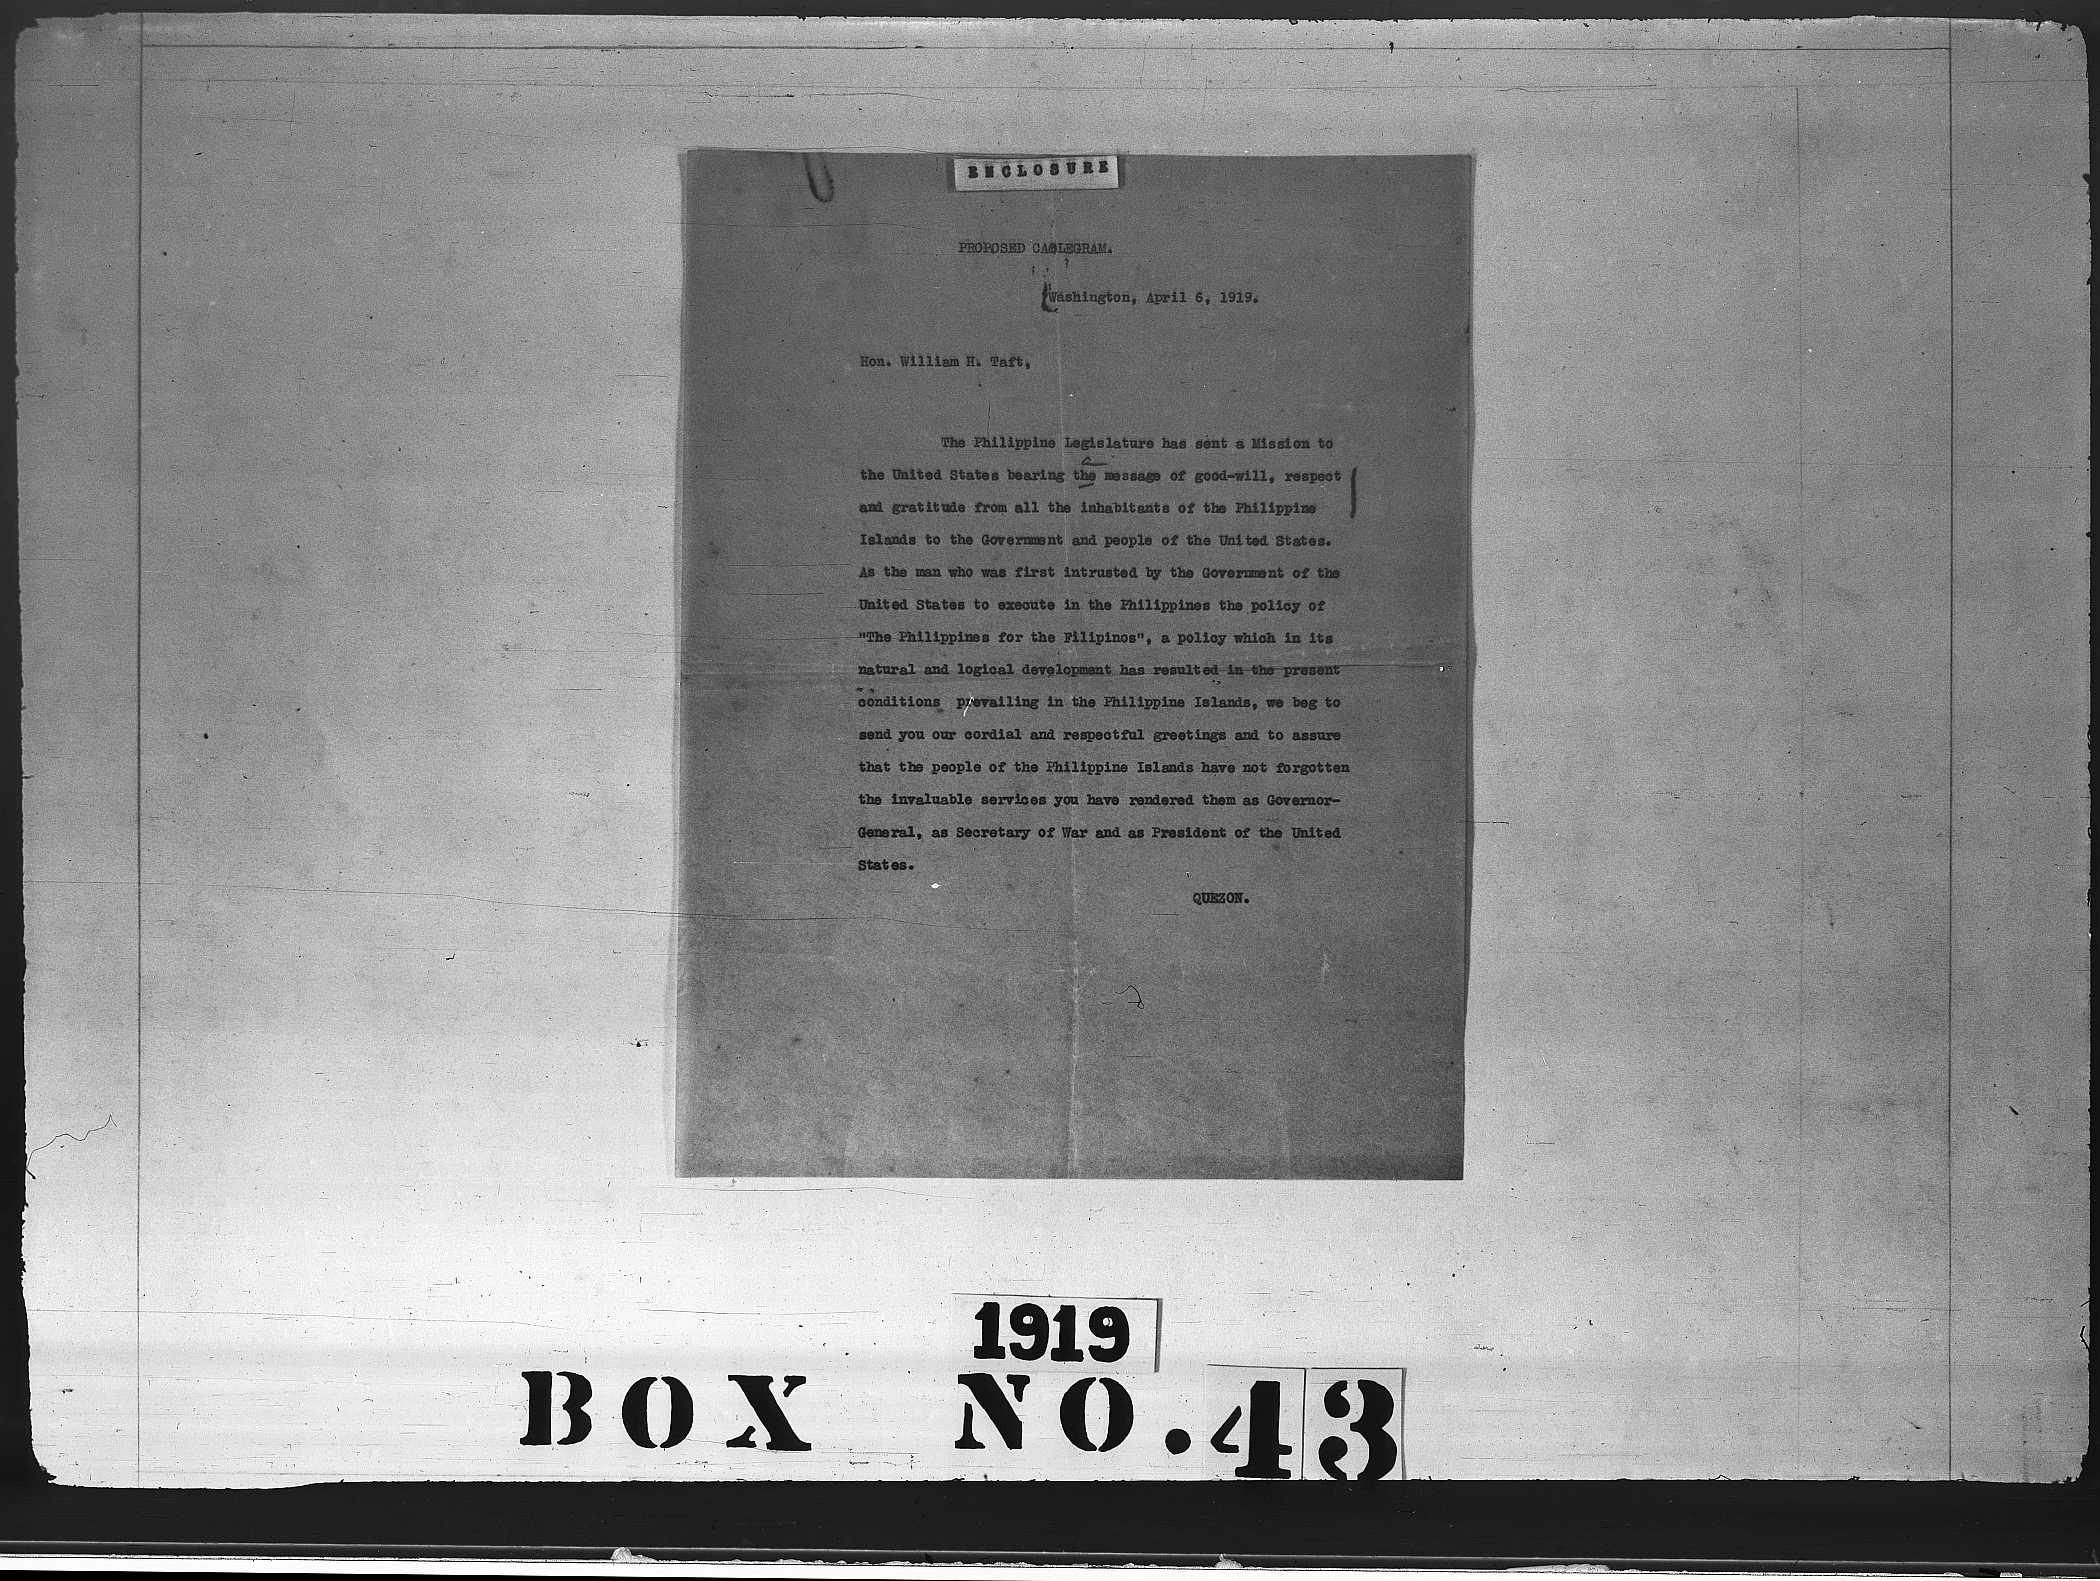 ENCLOSURE
PROPOSED CABLEGRAM.
Washington, April 6, 1919.
Hon. William H. Taft,
The Philippine Legislature has sent a Mission to
a
the United States bearing the message of good-will, respect
and gratitude from all the inhabitants of the Philippine
Islands to the Government and people of the United States.
As the man who was first intrusted by the Government of the
United States to execute in the Philippines the policy of
"The Philippines for the Filipinos", a policy which in its
natural and logical development has resulted in the present
conditions prevailing in the Philippine Islands, we beg to
send you our cordial and respectful greetings and to assure
that the people of the Philippine Islands have not forgotten
the invaluable services you have rendered them as Governor-
General, as Secretary of War and as President of the United
States.
QUEZON.
1919
BOX NO.43